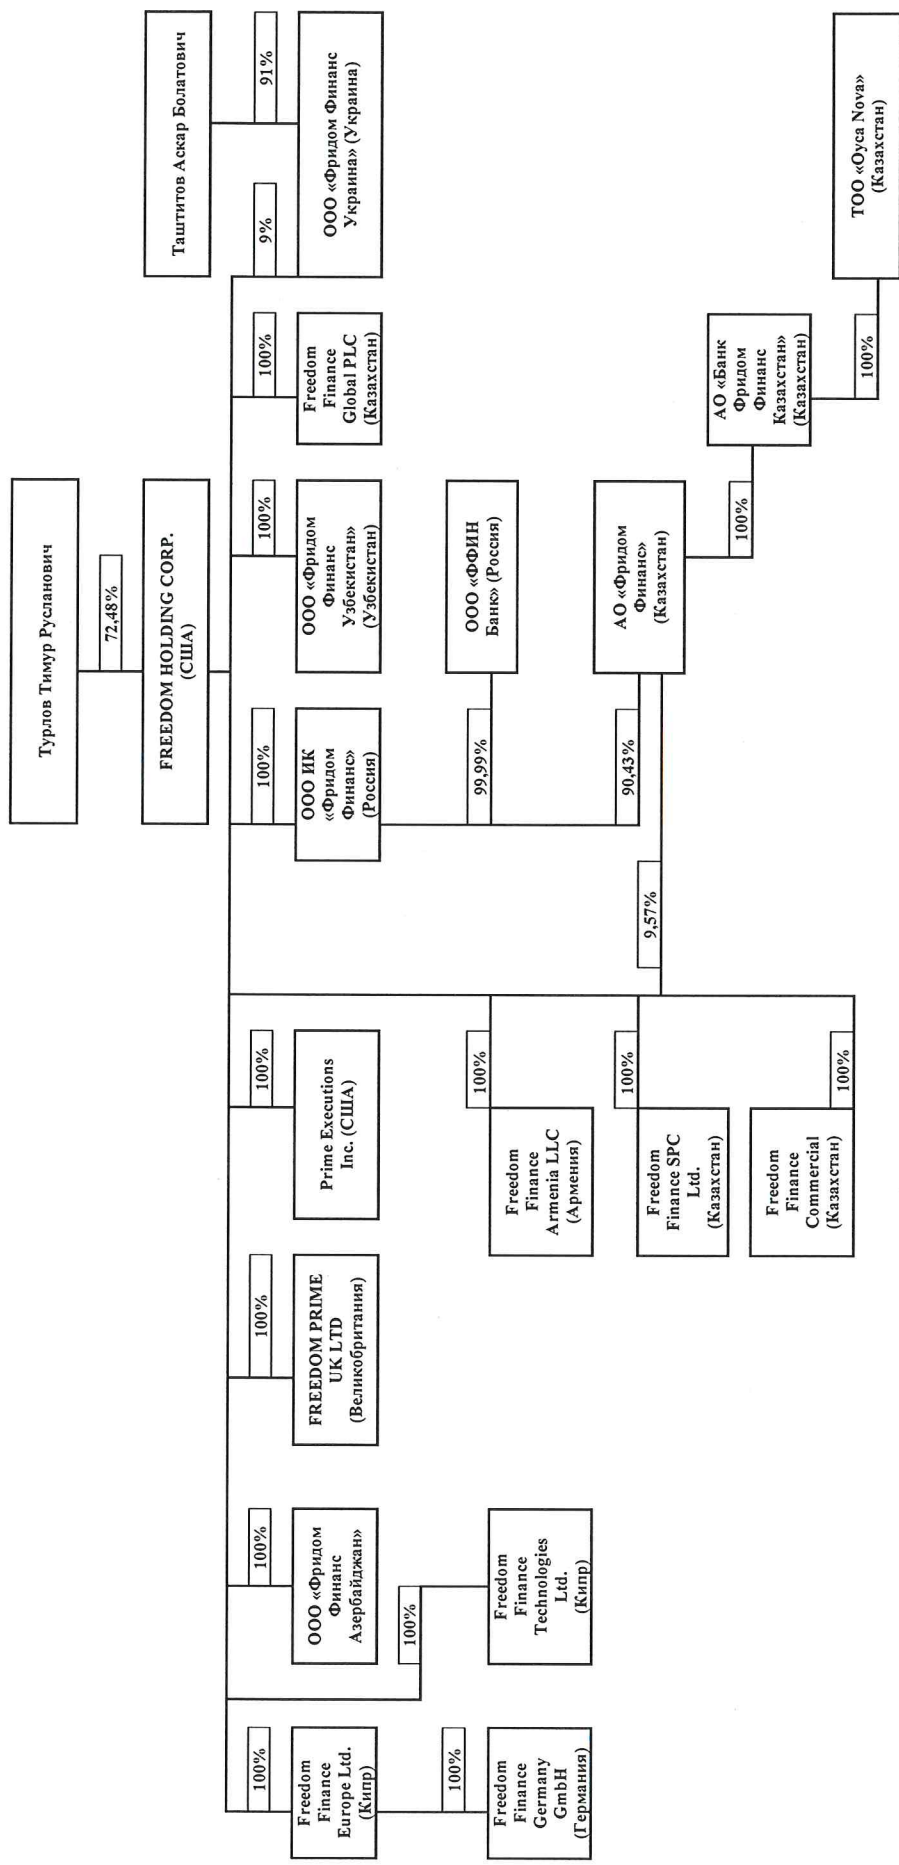 Турлов Тимур Русланович
72,48%
FREEDOM HOLDING CORP.
(США)
Таштитов Аскар Болатович
100%
100%
100%
100%
100%
100%
100%
9%
91%
Freedom
Finance
Europe Ltd.
(Кипр)
ООО «Фридом
Финанс
Азербайджан»
FREEDOM PRIME
UK LTD
(Великобритания)
Prime Executions
Inc. (США)
ООО ИК
«Фридом
Финанс»
(Россия)
ООО «Фридом
Финанс
Узбекистан»
(Узбекистан)
Freedom
Finance
Global PLC
(Казахстан)
ООО «Фридом Финанс
Украина» (Украина)
100%
100%
100%
99,99%
Freedom
Finance
Germany
GmbH
(Германия)
Freedom
Finance
Technologies
Ltd.
(Кипр)
Freedom
Finance
Armenia LLC
(Армения)
ООО «ФФИН
Банк» (Россия)
100%
9,57%
90,43%
Freedom
Finance SPC
Ltd.
(Казахстан)
АО «Фридом
Финанс»
(Казахстан)
100%
АО «Банк
Фридом
Финанс
Казахстан»
(Казахстан)
100%
Freedom
Finance
Commercial
(Казахстан)
100%
ТОО «Оуса Nova»
(Казахстан)